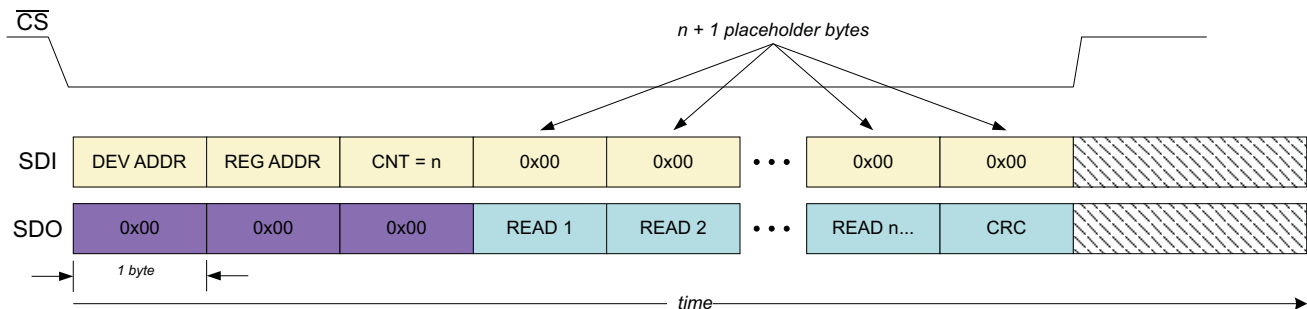 CS
n + 1 placeholder bytes
SDI DEV ADDR REG ADDR CNT = n 0x00 0x00 • • • 0x00 0x00
SDO 0x00 0x00 0x00 READ 1 READ 2 • • • READ n... CRC
1 byte
time